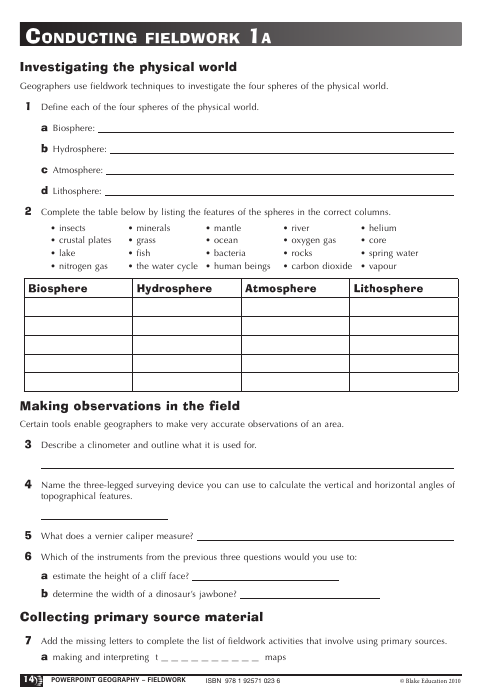 CONDUCTING FIELDWORK 1A
Investigating the physical world
Geographers use fieldwork techniques to investigate the four spheres of the physical world.
1 Define each of the four spheres of the physical world.
a Biosphere:
b Hydrosphere:
c Atmosphere:
d Lithosphere:
2 Complete the table below by listing the features of the spheres in the correct columns.
• insects • minerals • mantle • river • helium
• crustal plates • grass • ocean • oxygen gas • core
• lake • fish • bacteria • rocks • spring water
• nitrogen gas • the water cycle • human beings • carbon dioxide • vapour
Biosphere Hydrosphere Atmosphere Lithosphere
Making observations in the field
Certain tools enable geographers to make very accurate observations of an area.
3 Describe a clinometer and outline what it is used for.
4 Name the three-legged surveying device you can use to calculate the vertical and horizontal angles of
topographical features.
5 What does a vernier caliper measure?
6 Which of the instruments from the previous three questions would you use to:
a estimate the height of a cliff face?
b determine the width of a dinosaur's jawbone?
Collecting primary source material
7 Add the missing letters to complete the list of fieldwork activities that involve using primary sources.
a making and interpreting t _ _ _ _ _ _ _ _ _ _ maps
14 POWERPOINT GEOGRAPHY – FIELDWORK ISBN 978 1 92571 023 6 © Blake Education 2010